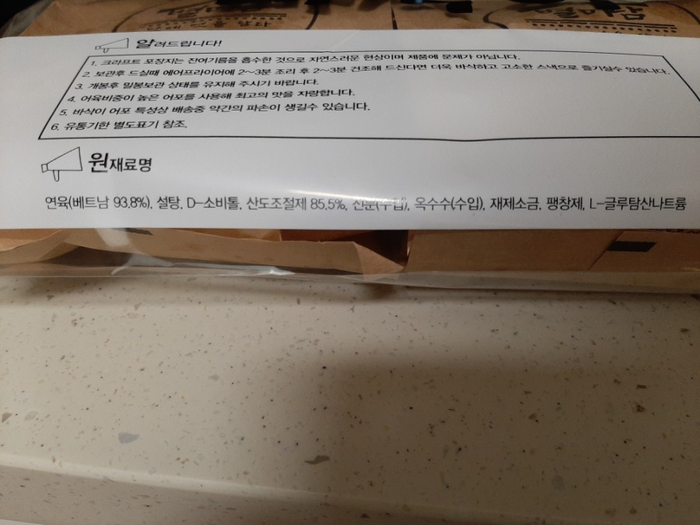 알려드립니다!
1. 크라프트 포장지는 잔여기름을 흡수한 것으로 자연스러운 현상이며 제품에 문제가 아닙니다.
2. 보관후 드실때 에어프라이어에 2~3분 조리 후 2~3분 건조해 드신다면 더욱 바삭하고 고소한 스낵으로 즐기실수 있습니다.
3. 개봉후 밀봉보관 상태를 유지해 주시기 바랍니다.
4. 어육비중이 높은 어포를 사용해 최고의 맛을 자랑합니다.
5. 바삭이 어포 특성상 배송중 약간의 파손이 생길수 있습니다.
6. 유통기한 별도표기 참조.
원재료명
연육(베트남 93.8%), 설탕, D-소비톨, 산도조절제 85.5%, 전분(수입), 옥수수(수입), 재제소금, 팽창제, L-글루탐산나트륨